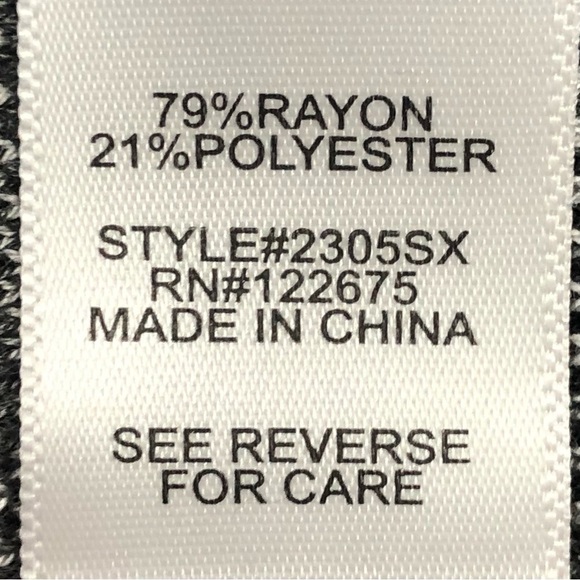 79%RAYON
21%POLYESTER
STYLE#2305SX
RN#122675
MADE IN CHINA
SEE REVERSE
FOR CARE